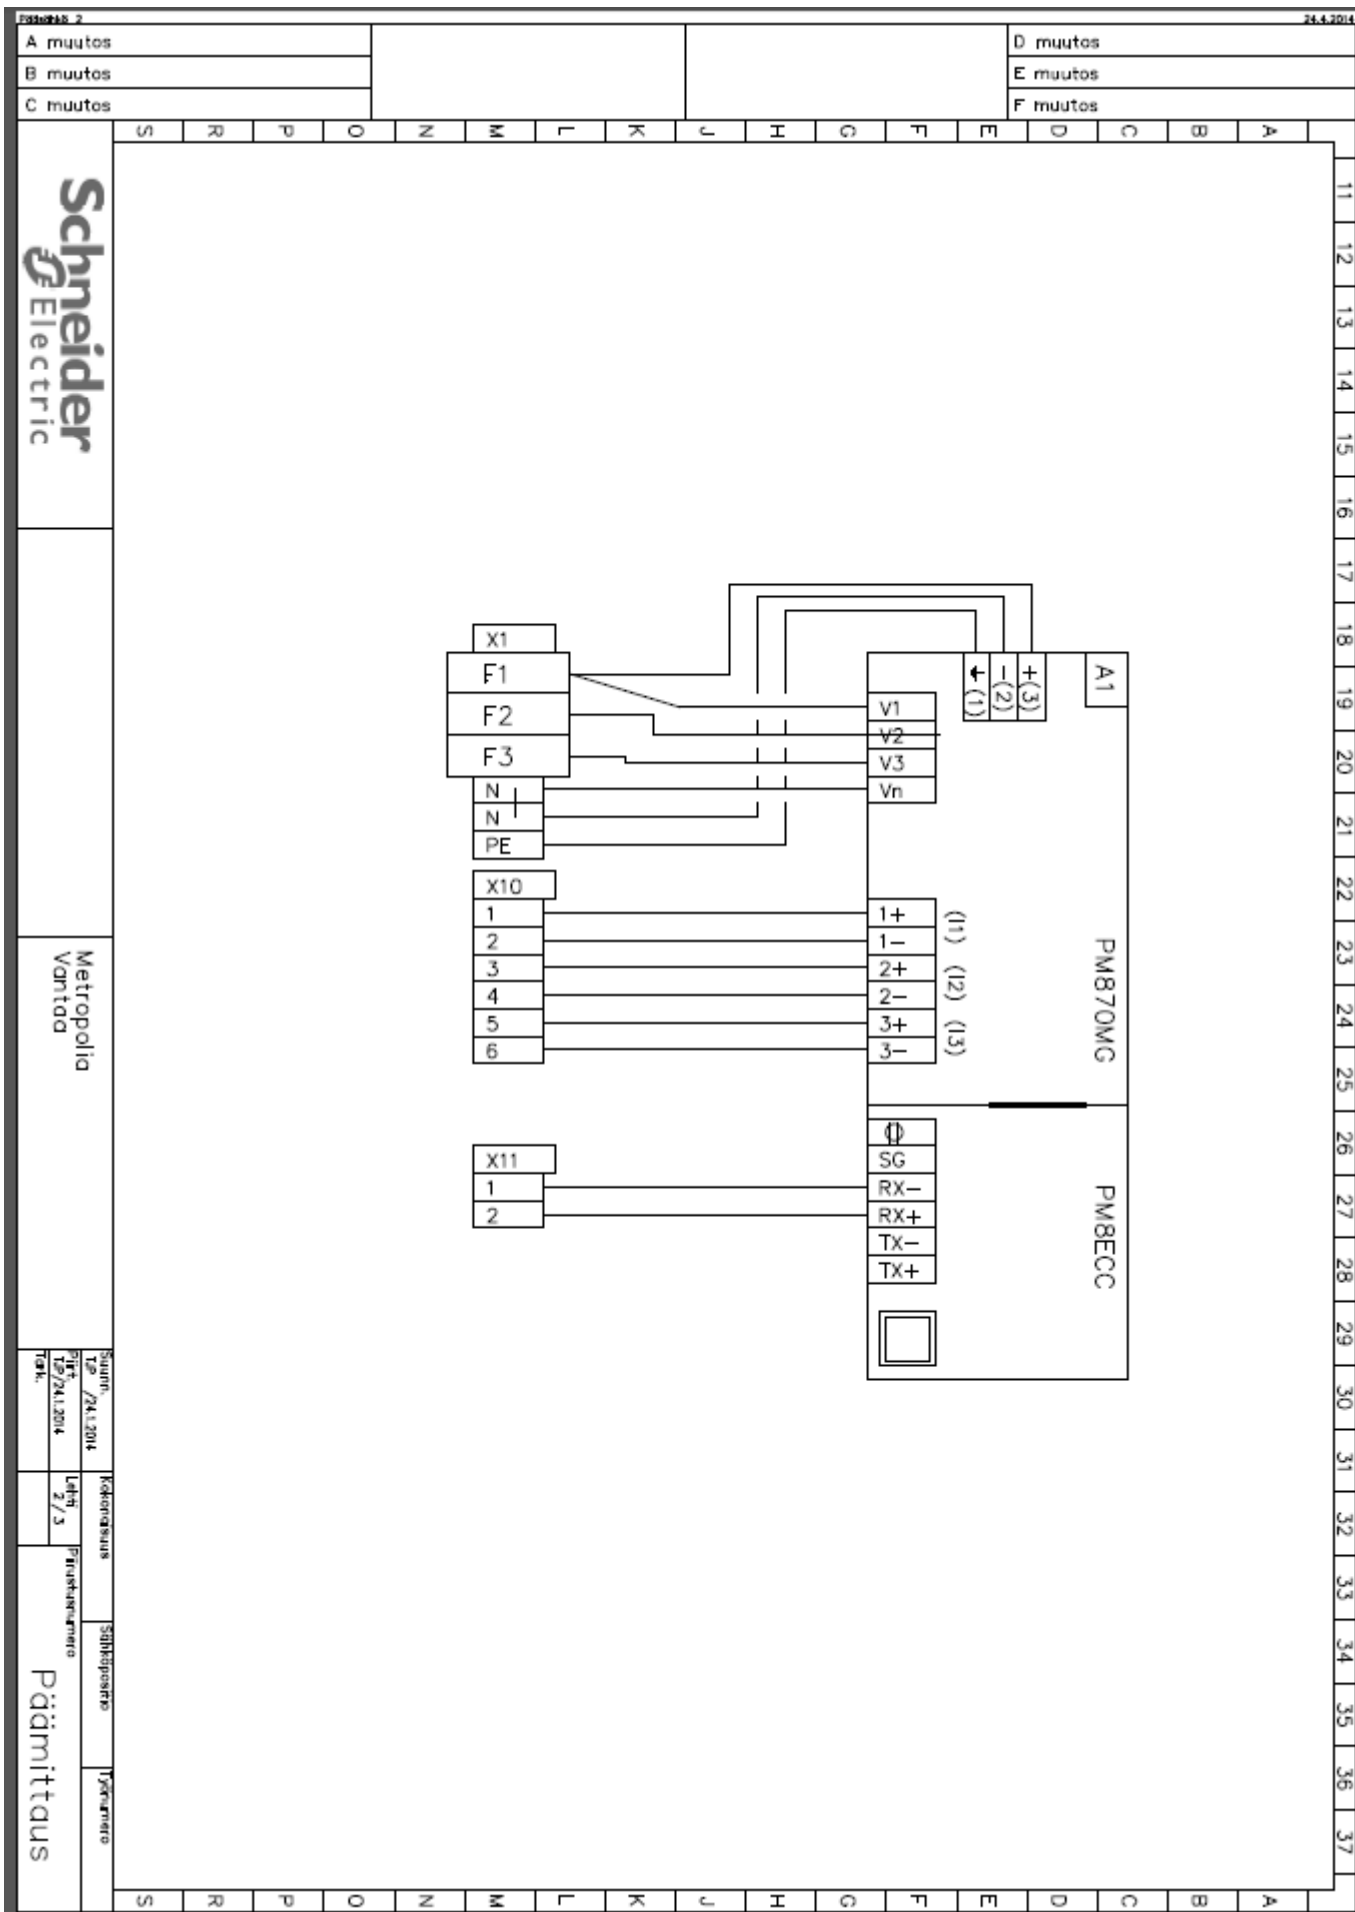 Pääsähkö 2
24.4.2014
A muutos
B muutos
C muutos
D muutos
E muutos
F muutos
S R P O N M L K J H G F E D C B A
11
12
13
14
15
16
17
18
19
20
21
22
23
24
25
26
27
28
29
30
31
32
33
34
35
36
37
Schneider
Electric
Metropolia
Vantaa
Suunn.
TJP /24.1.2014
Piirt.
TJP/24.1.2014
Tark.
Kokonaisuus
Lehti
2/3
Piirustusnumero
Sähköpositio
Työnumero
Päämittaus
X1
F1
F2
F3
N
N
PE
X10
1
2
3
4
5
6
X11
1
2
A1
(1)
-(2)
+(3)
V1
V2
V3
Vn
1+
1-
2+
2-
3+
3-
(I1)
(I2)
(I3)
PM870MG
SG
RX-
RX+
TX-
TX+
PM8ECC
S R P O N M L K J H G F E D C B A